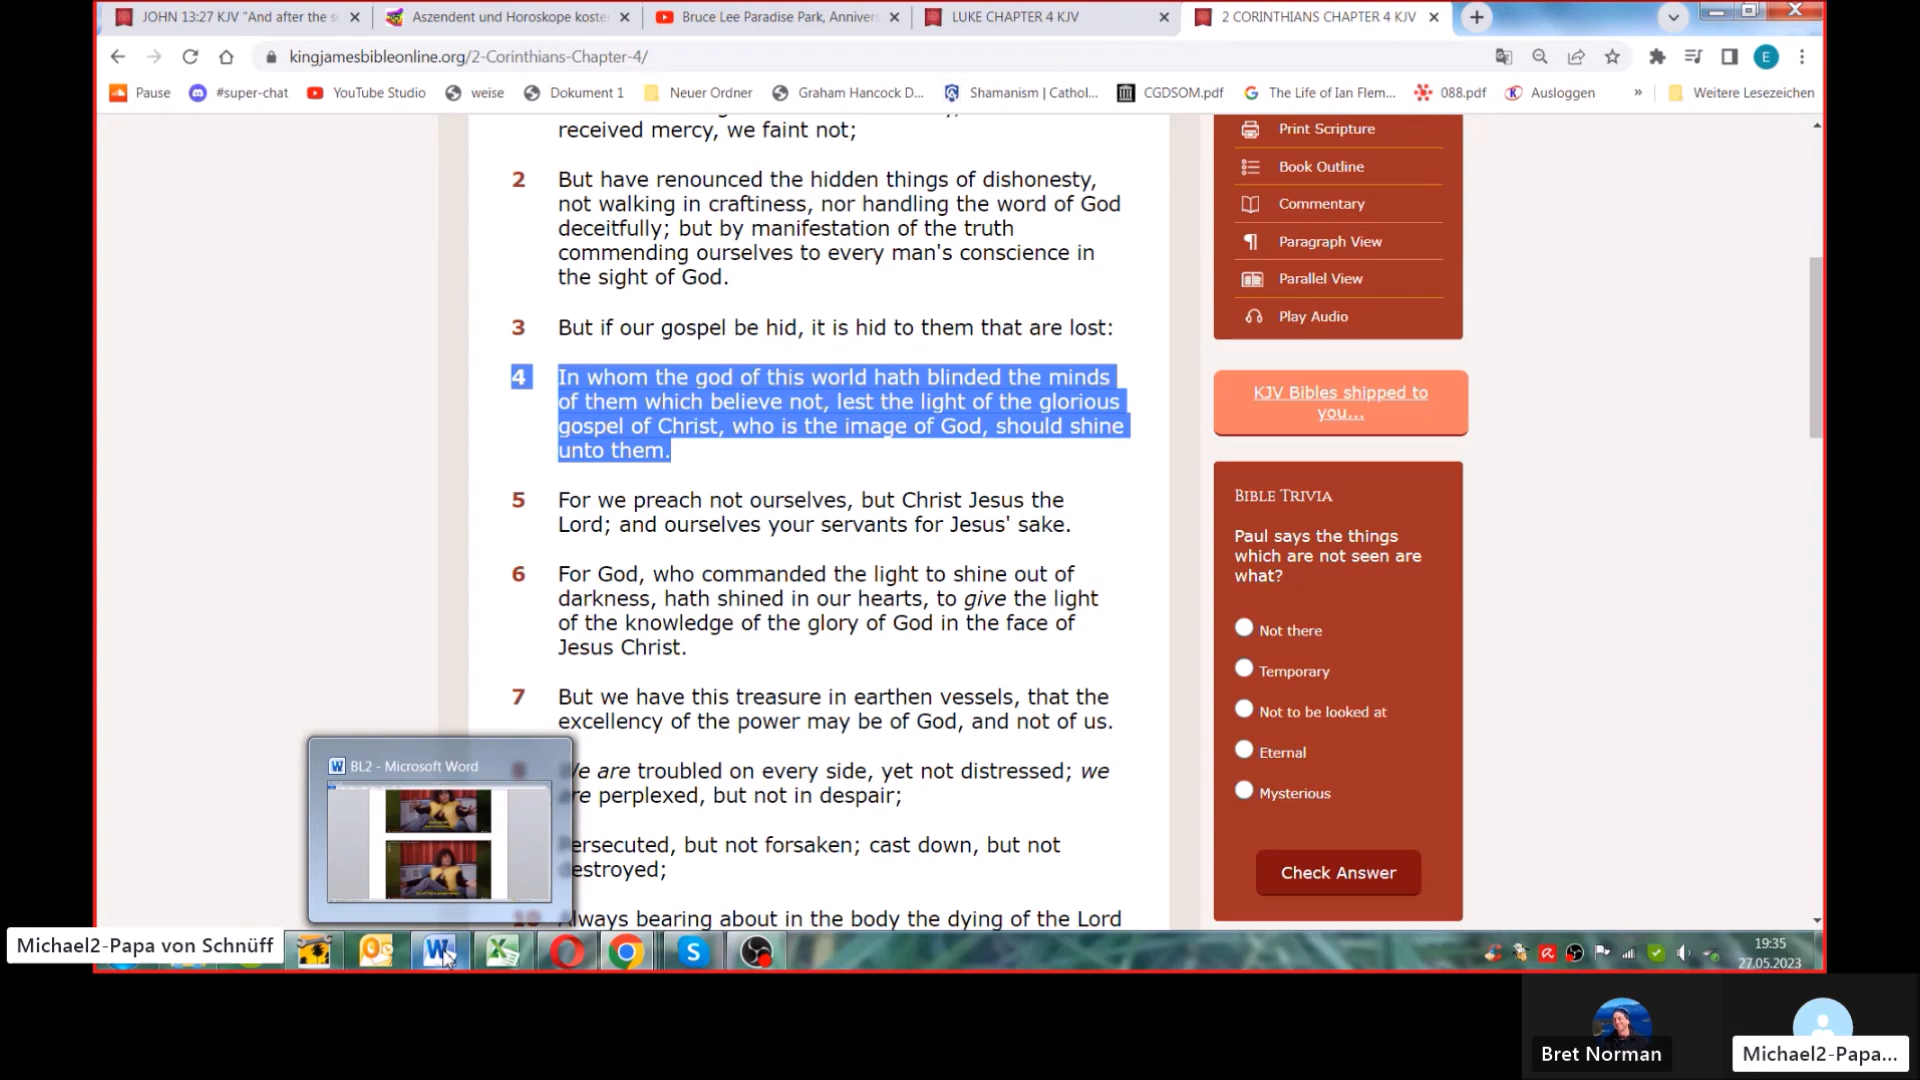 JOHN 13:27 KJV "And after the s
Aszendent und Horoskope koste
Bruce Lee Paradise Park, Annivers
LUKE CHAPTER 4 KJV
2 CORINTHIANS CHAPTER 4 KJV
kingjamesbibleonline.org/2-Corinthians-Chapter-4/
E
Pause
#super-chat
YouTube Studio
weise
Dokument 1
Neuer Ordner
Graham Hancock D...
Shamanism | Cathol...
CGDSOM.pdf
The Life of Ian Flem...
088.pdf
Ausloggen
»
Weitere Lesezeichen
received mercy, we faint not;
2 But have renounced the hidden things of dishonesty,
not walking in craftiness, nor handling the word of God
deceitfully; but by manifestation of the truth
commending ourselves to every man's conscience in
the sight of God.
3 But if our gospel be hid, it is hid to them that are lost:
4 In whom the god of this world hath blinded the minds
of them which believe not, lest the light of the glorious
gospel of Christ, who is the image of God, should shine
unto them.
5 For we preach not ourselves, but Christ Jesus the
Lord; and ourselves your servants for Jesus' sake.
6 For God, who commanded the light to shine out of
darkness, hath shined in our hearts, to give the light
of the knowledge of the glory of God in the face of
Jesus Christ.
7 But we have this treasure in earthen vessels, that the
excellency of the power may be of God, and not of us.
8 We are troubled on every side, yet not distressed; we
are perplexed, but not in despair;
ersecuted, but not forsaken; cast down, but not
estroyed;
10 Always bearing about in the body the dying of the Lord
Print Scripture
Book Outline
Commentary
Paragraph View
Parallel View
Play Audio
KJV Bibles shipped to
you...
BIBLE TRIVIA
Paul says the things
which are not seen are
what?
Not there
Temporary
Not to be looked at
Eternal
Mysterious
Check Answer
BL2 - Microsoft Word
Michael2-Papa von Schnüff
19:35
27.05.2023
Bret Norman
Michael2-Papa...